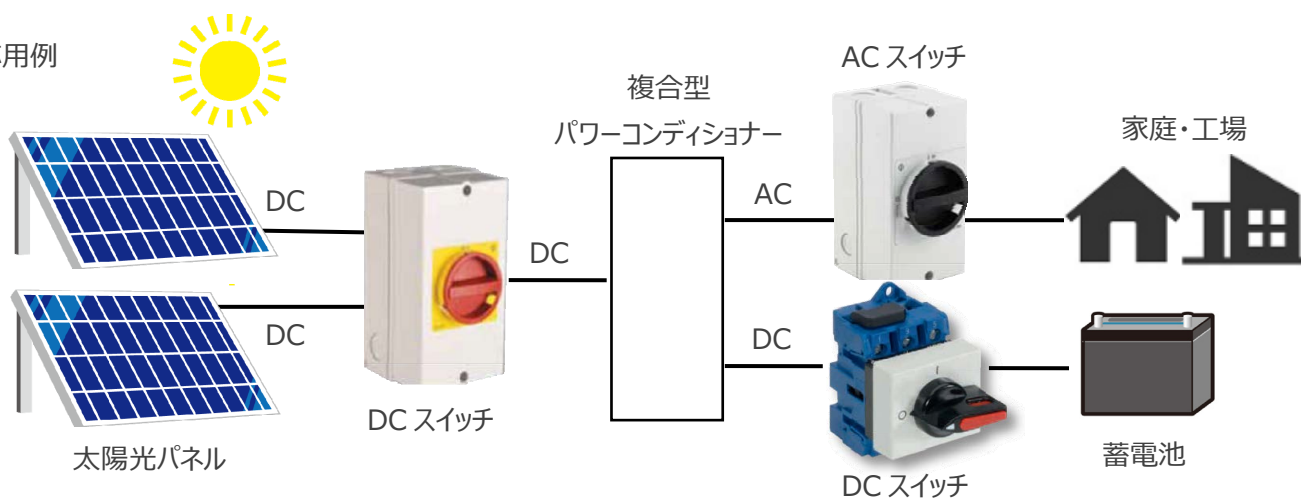 用例
AC スイッチ
複合型
パワーコンディショナー
家庭・工場
DC
AC
DC
DC
DC
DC スイッチ
太陽光パネル
蓄電池
DC スイッチ